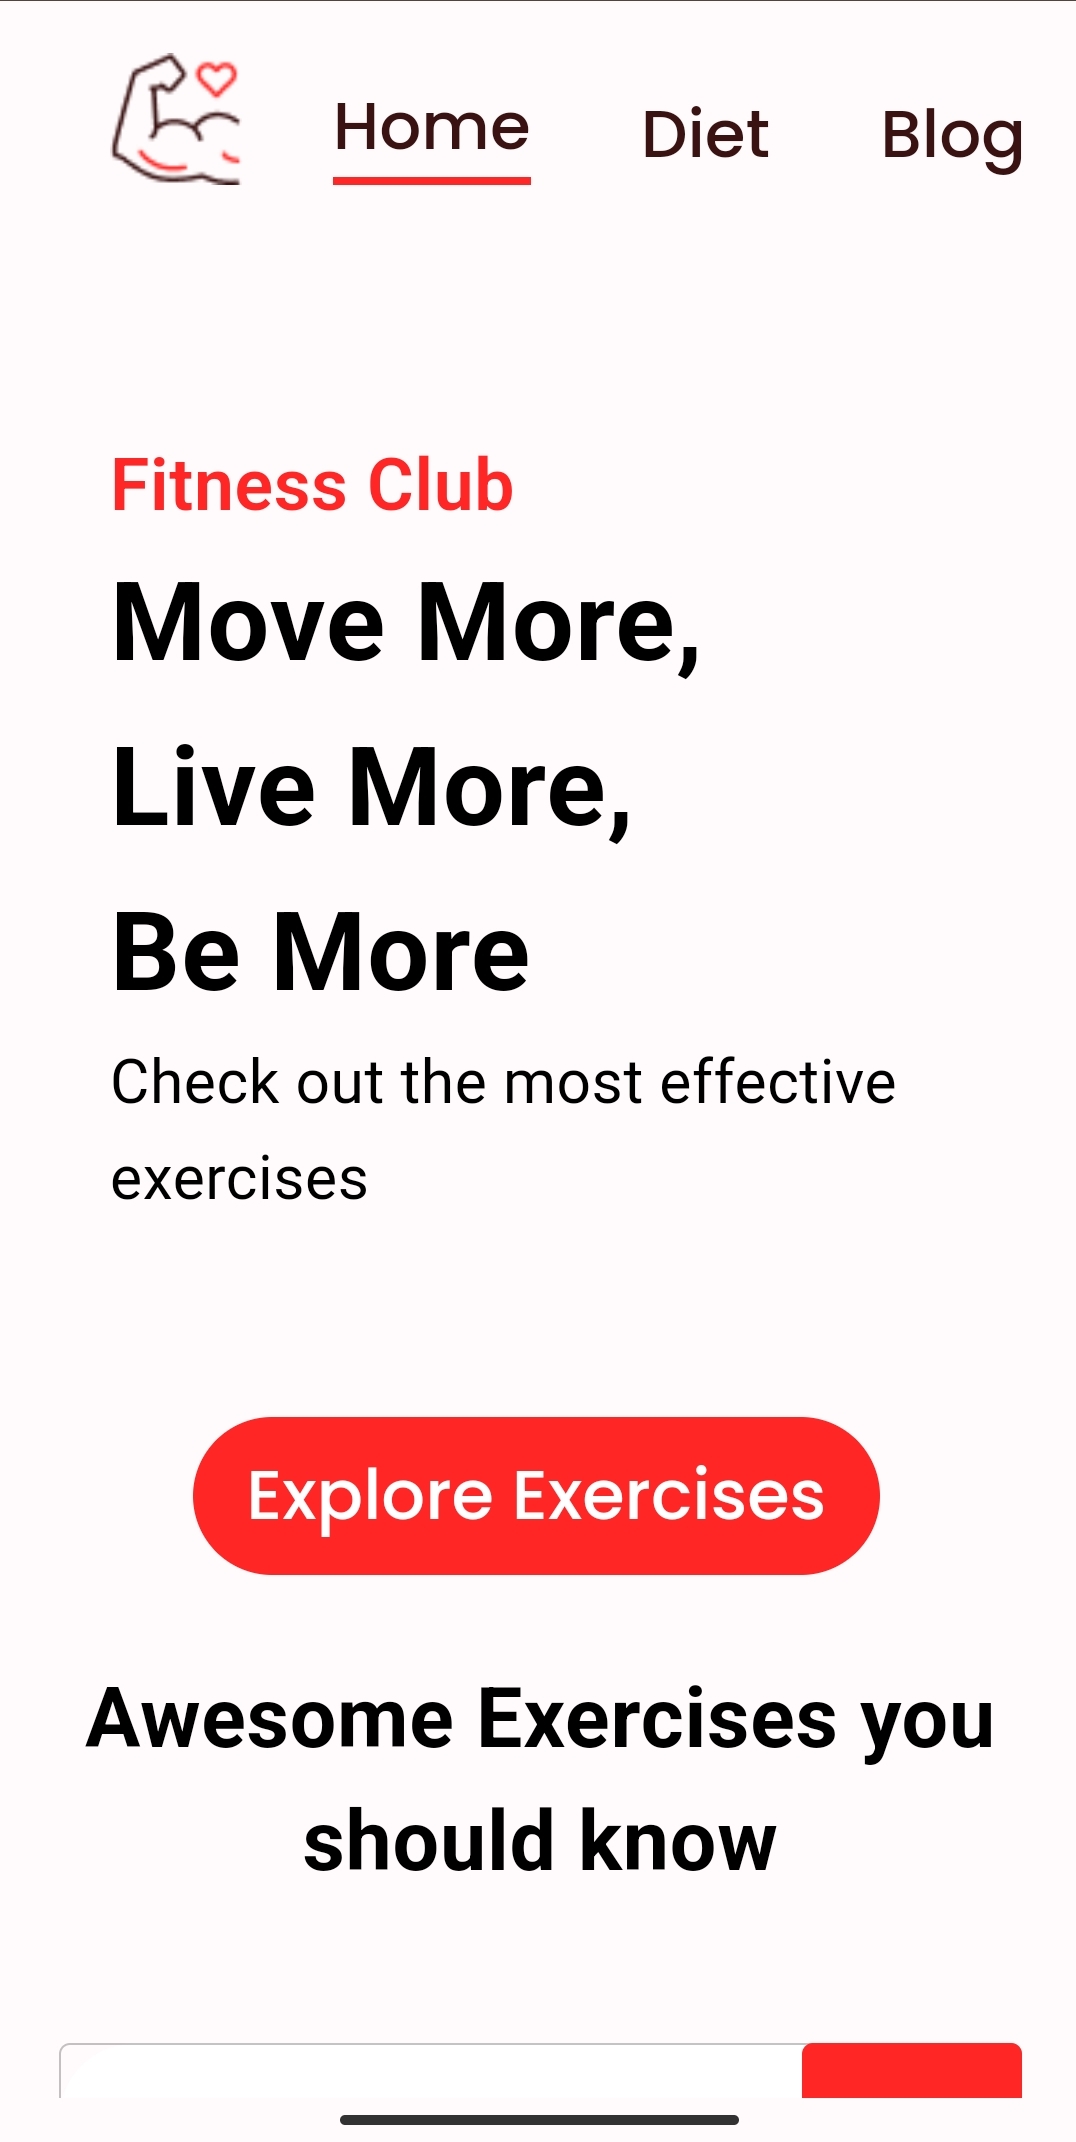 Home Diet Blog
Fitness Club
Move More,
Live More,
Be More
Check out the most effective
exercises
Explore Exercises
Awesome Exercises you
should know